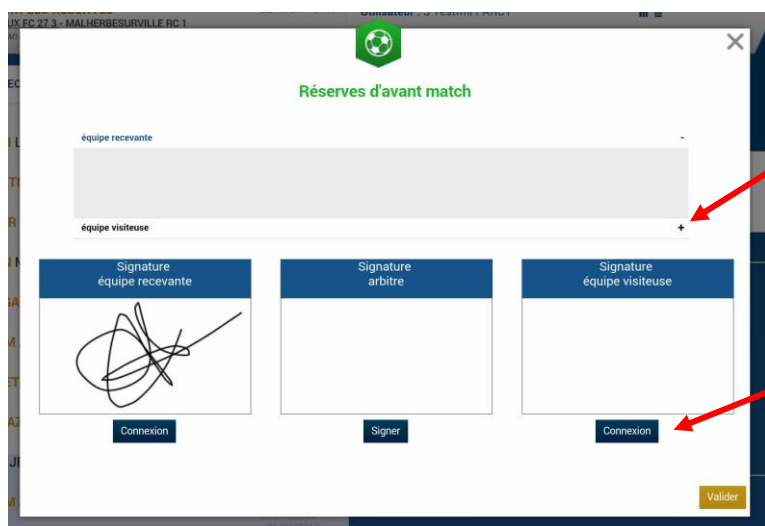 UX FC 27 3 - MALHERBESURVILLE RC 1
Réserves d'avant match
équipe recevante
-
équipe visiteuse
+
Signature
équipe recevante
Signature
arbitre
Signature
équipe visiteuse
Connexion
Signer
Connexion
Valider